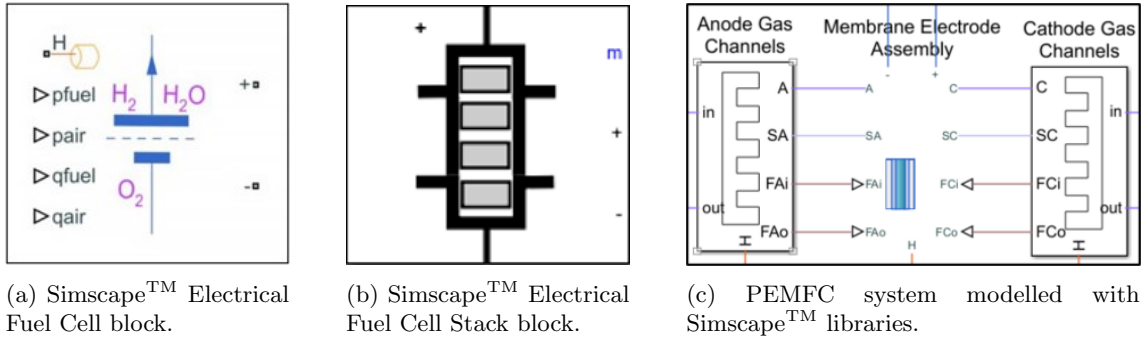 H
pfuel
pair
qfuel
qair
H₂ H₂O
O₂
+
-
+
m
+
-
Anode Gas
Channels
Membrane Electrode
Assembly
Cathode Gas
Channels
- +
A A C C
in in
SA SA SC SC
FAi FAi FCi FCi
out out
FAo FAo FCo FCo
H H H
(a) Simscape™ Electrical
Fuel Cell block.
(b) Simscape™ Electrical
Fuel Cell Stack block.
(c) PEMFC system modelled with
Simscape™ libraries.